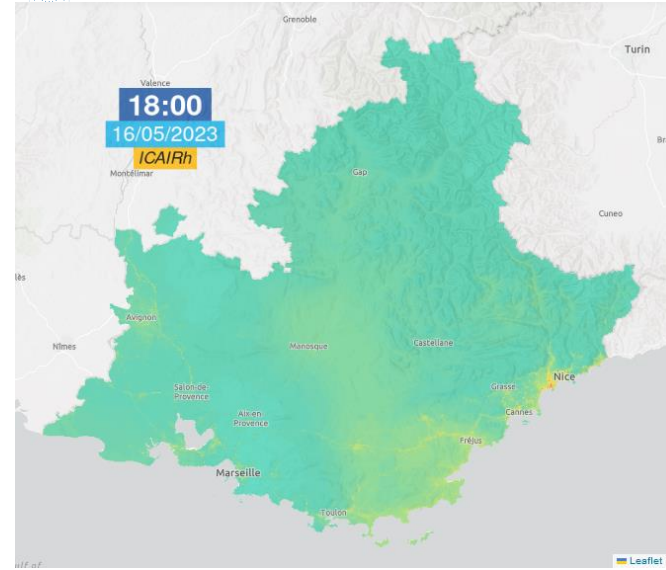 Grenoble
Turin
Valence
18:00
16/05/2023
ICAIRh
Montélimar
Gap
Cuneo
Avignon
Nîmes
Manosque
Castellane
Salon-de-
Provence
Grasse
Nice
Cannes
Aix-en-
Provence
Fréjus
Marseille
Toulon
Leaflet